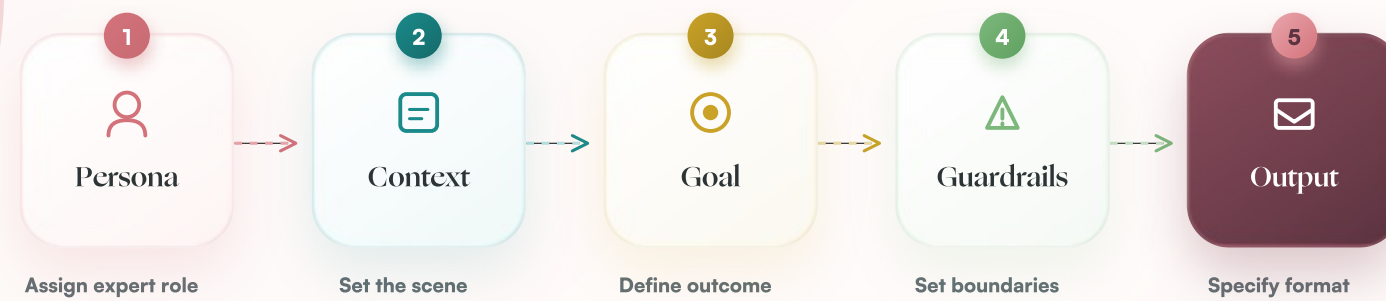 1
2
3
4
5
Persona
Context
Goal
Guardrails
Output
Assign expert role
Set the scene
Define outcome
Set boundaries
Specify format